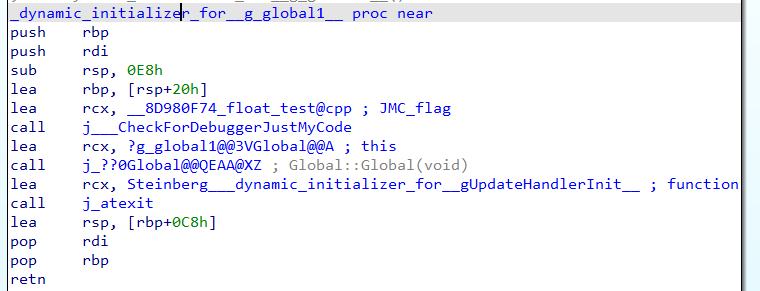 _dynamic_initializer_for__g_global1__ proc near
push rbp
push rdi
sub rsp, 0E8h
lea rbp, [rsp+20h]
lea rcx, __8D980F74_float_test@cpp ; JMC_flag
call j___CheckForDebuggerJustMyCode
lea rcx, ?g_global1@@3VGlobal@@A ; this
call j_??0Global@@QEAA@XZ ; Global::Global(void)
lea rcx, Steinberg___dynamic_initializer_for__gUpdateHandlerInit__ ; function
call j_atexit
lea rsp, [rbp+0C8h]
pop rdi
pop rbp
retn